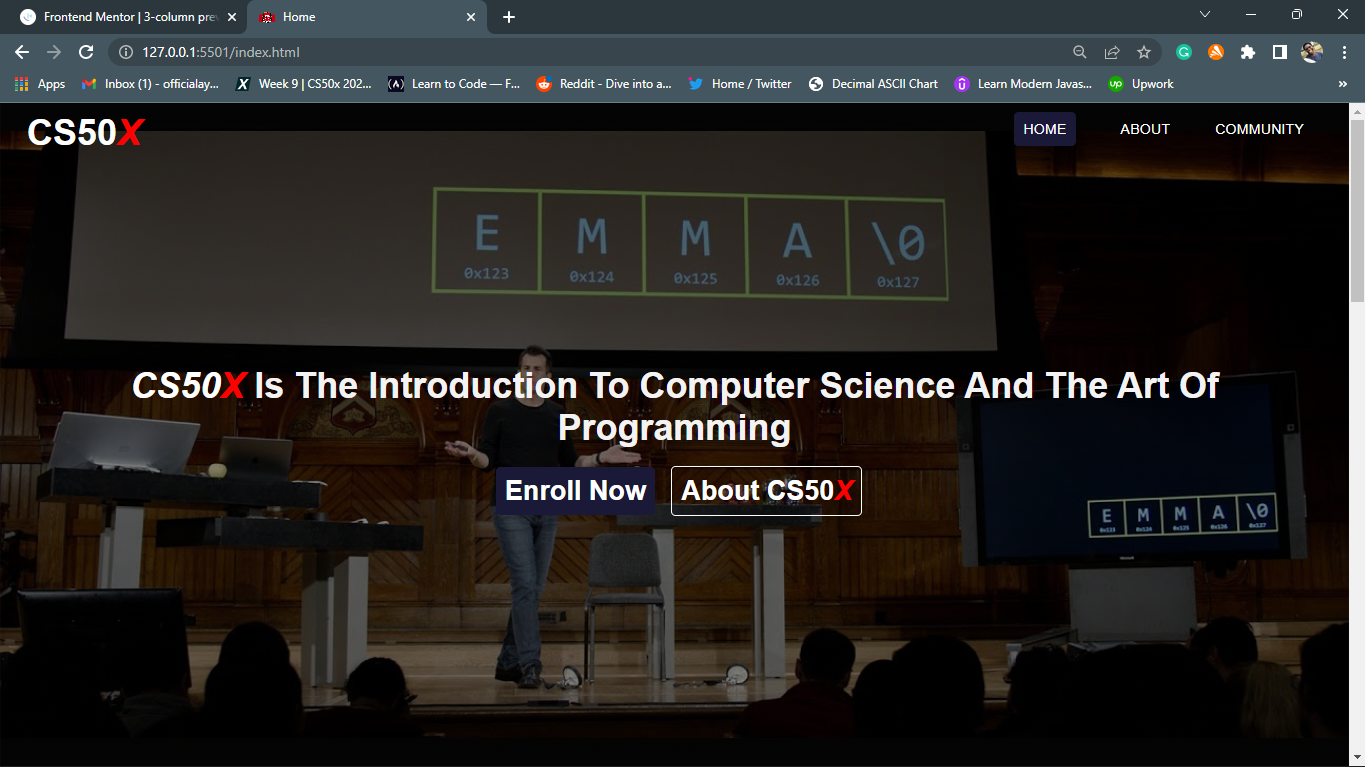 Frontend Mentor | 3-column prev
Home
127.0.0.1:5501/index.html
Apps
Inbox (1) - officialay...
Week 9 | CS50x 202...
Learn to Code — F...
Reddit - Dive into a...
Home / Twitter
Decimal ASCII Chart
Learn Modern Javas...
up
Upwork
»
CS50X
HOME
ABOUT
COMMUNITY
E M M A \0
0x123 0x124 0x125 0x126 0x127
CS50X Is The Introduction To Computer Science And The Art Of
Programming
Enroll Now
About CS50X
E M M A \0
0x123 0x124 0x125 0x126 0x127